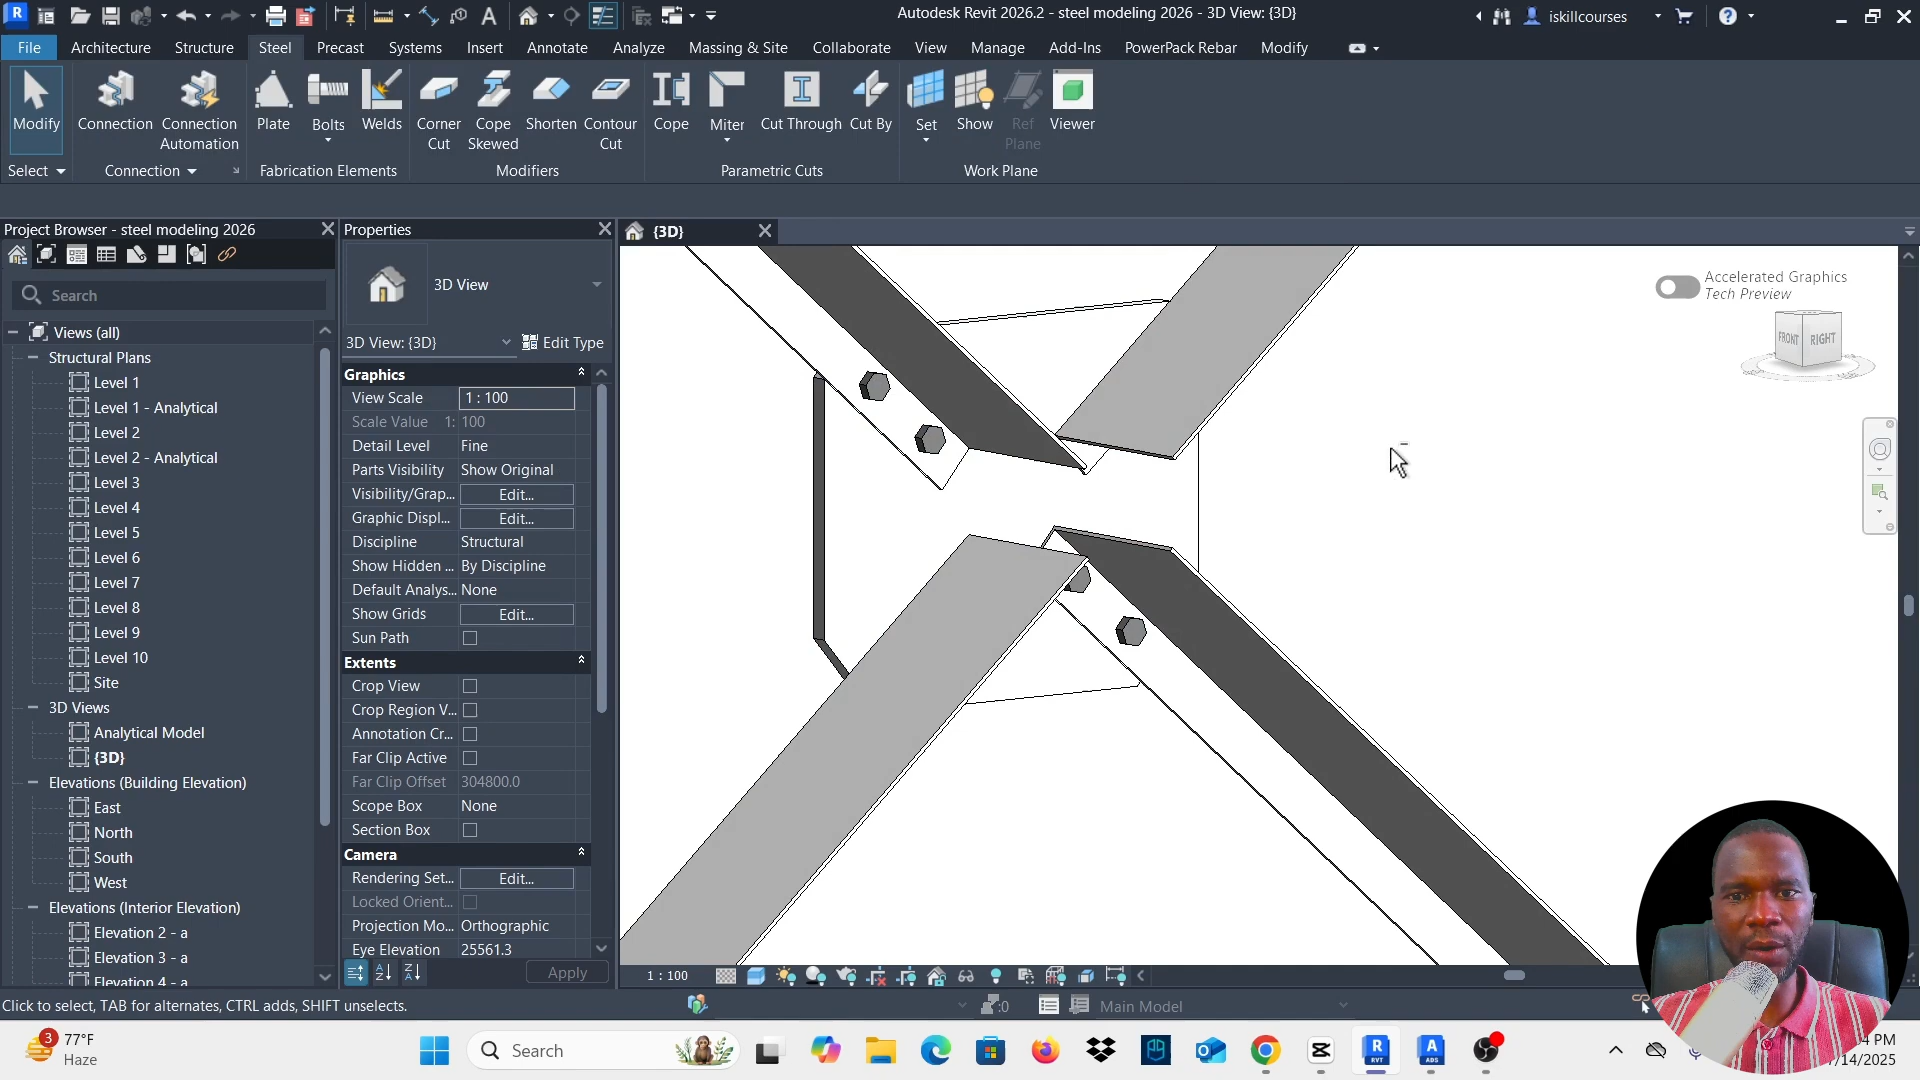 Autodesk Revit 2026.2 - steel modeling 2026 - 3D View: {3D}
iskillcourses
File Architecture Structure Steel Precast Systems Insert Annotate Analyze Massing & Site Collaborate View Manage Add-Ins PowerPack Rebar Modify
Modify
Connection
Connection Automation
Plate
Bolts
Welds
Corner Cut
Cope Skewed
Shorten
Contour Cut
Cope
Miter
Cut Through
Cut By
Set
Show
Ref Plane
Viewer
Select
Connection
Fabrication Elements
Modifiers
Parametric Cuts
Work Plane
Project Browser - steel modeling 2026
Search
Views (all)
Structural Plans
Level 1
Level 1 - Analytical
Level 2
Level 2 - Analytical
Level 3
Level 4
Level 5
Level 6
Level 7
Level 8
Level 9
Level 10
Site
3D Views
Analytical Model
{3D}
Elevations (Building Elevation)
East
North
South
West
Elevations (Interior Elevation)
Elevation 2 - a
Elevation 3 - a
Elevation 4 - a
Properties
3D View
3D View: {3D}
Edit Type
Graphics
View Scale 1 : 100
Scale Value 1: 100
Detail Level Fine
Parts Visibility Show Original
Visibility/Grap... Edit...
Graphic Displ... Edit...
Discipline Structural
Show Hidden ... By Discipline
Default Analys... None
Show Grids Edit...
Sun Path
Extents
Crop View
Crop Region V...
Annotation Cr...
Far Clip Active
Far Clip Offset 304800.0
Scope Box None
Section Box
Camera
Rendering Set... Edit...
Locked Orient...
Projection Mo... Orthographic
Eye Elevation 25561.3
Apply
{3D}
Accelerated Graphics
Tech Preview
FRONT RIGHT
1 : 100
Click to select, TAB for alternates, CTRL adds, SHIFT unselects.
:0
Main Model
3
77°F
Haze
Search
4 PM
/14/2025